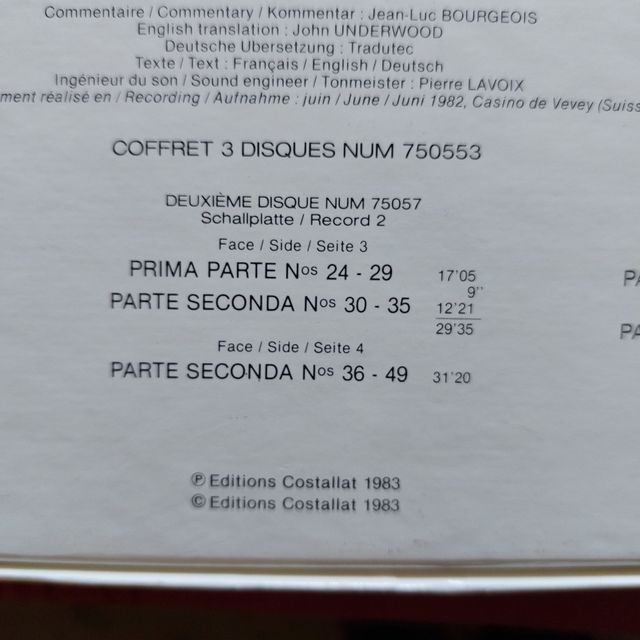 Commentaire / Commentary / Kommentar : Jean-Luc BOURGEOIS
English translation : John UNDERWOOD
Deutsche Ubersetzung : Tradutec
Texte / Text : Français / English / Deutsch
Ingénieur du son / Sound engineer / Tonmeister : Pierre LAVOIX
ment réalisé en / Recording / Aufnahme : juin / June / Juni 1982, Casino de Vevey (Suiss
COFFRET 3 DISQUES NUM 750553
DEUXIÈME DISQUE NUM 75057
Schallplatte / Record 2
Face / Side / Seite 3
PRIMA PARTE Nos 24 - 29 17'05
9"
PARTE SECONDA Nos 30 - 35 12'21
29'35
Face / Side / Seite 4
PARTE SECONDA Nos 36 - 49 31'20
PA
PA
℗ Editions Costallat 1983
© Editions Costallat 1983